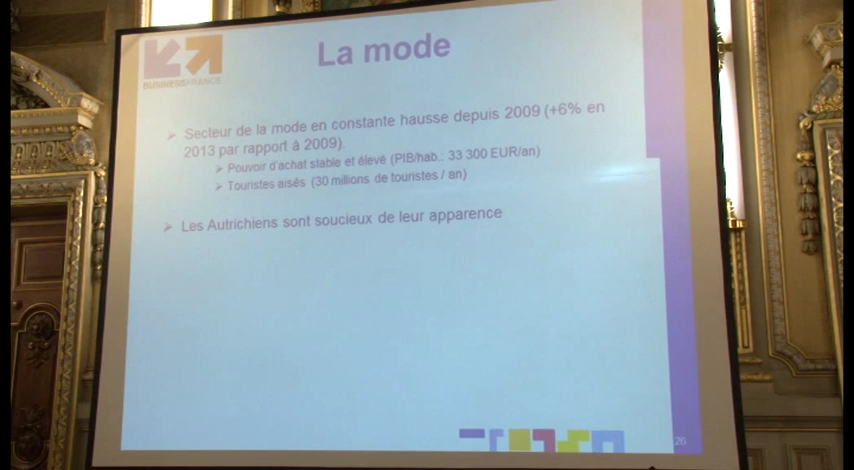 La mode
BUSINESSFRANCE
➢ Secteur de la mode en constante hausse depuis 2009 (+6% en
2013 par rapport à 2009).
➢ Pouvoir d'achat stable et élevé (PIB/hab.: 33 300 EUR/an)
➢ Touristes aisés (30 millions de touristes / an)
➢ Les Autrichiens sont soucieux de leur apparence
26